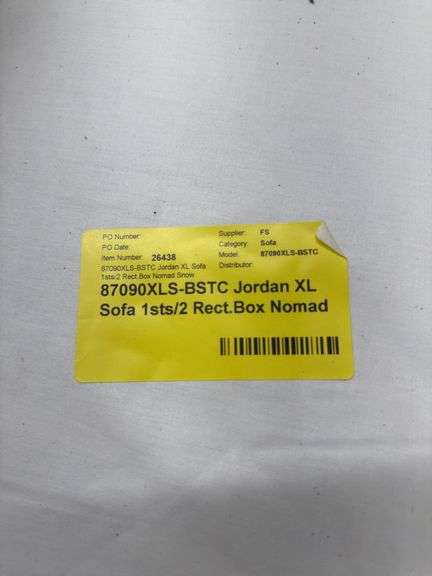 PO Number:
PO Date:
Item Number: 26438
Supplier: FS
Category: Sofa
Model: 87090XLS-BSTC
Distributor:
87090XLS-BSTC Jordan XL Sofa
1sts/2 Rect.Box Nomad Snow
87090XLS-BSTC Jordan XL
Sofa 1sts/2 Rect.Box Nomad